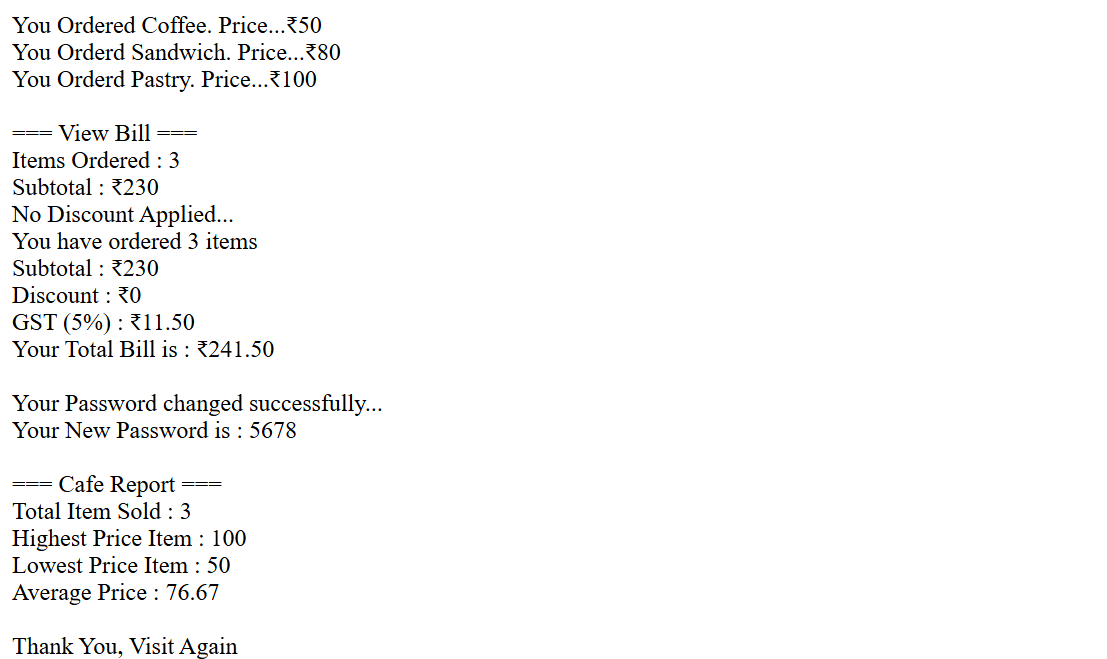 You Ordered Coffee. Price...₹50
You Orderd Sandwich. Price...₹80
You Orderd Pastry. Price...₹100
=== View Bill ===
Items Ordered : 3
Subtotal : ₹230
No Discount Applied...
You have ordered 3 items
Subtotal : ₹230
Discount : ₹0
GST (5%) : ₹11.50
Your Total Bill is : ₹241.50
Your Password changed successfully...
Your New Password is : 5678
=== Cafe Report ===
Total Item Sold : 3
Highest Price Item : 100
Lowest Price Item : 50
Average Price : 76.67
Thank You, Visit Again